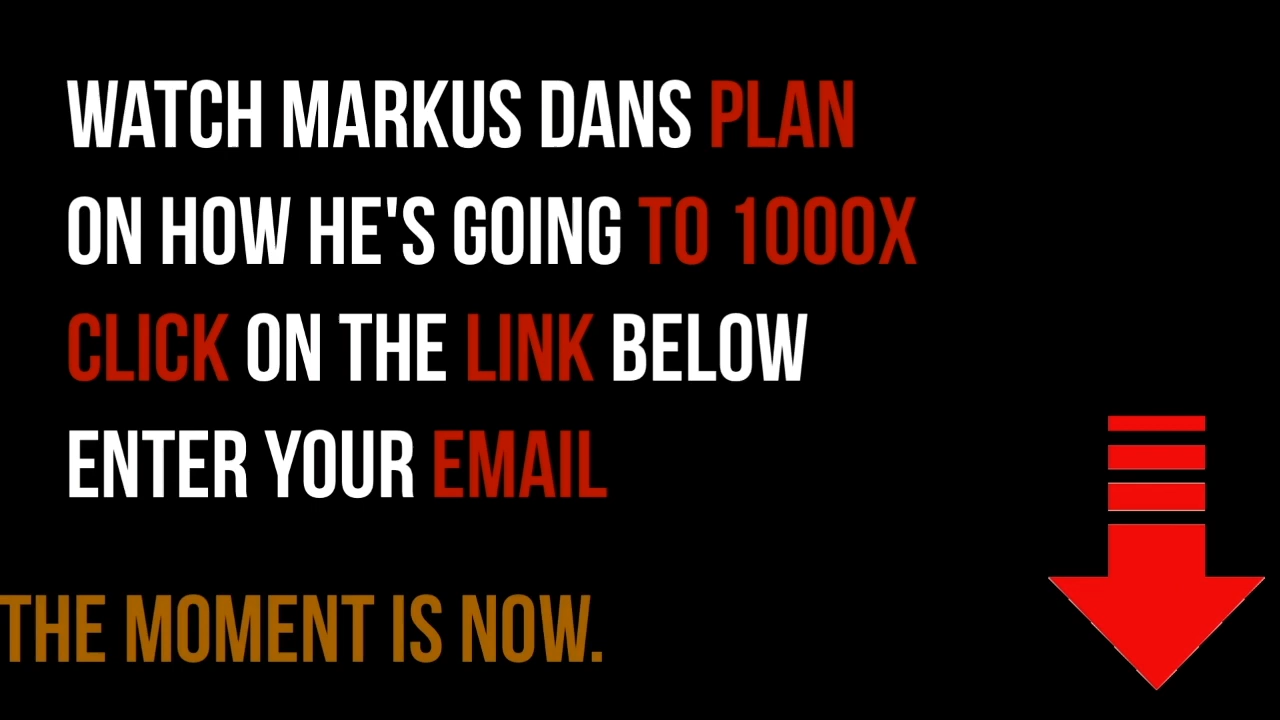 WATCH MARKUS DANS PLAN
ON HOW HE'S GOING TO 1000X
CLICK ON THE LINK BELOW
ENTER YOUR EMAIL
THE MOMENT IS NOW.